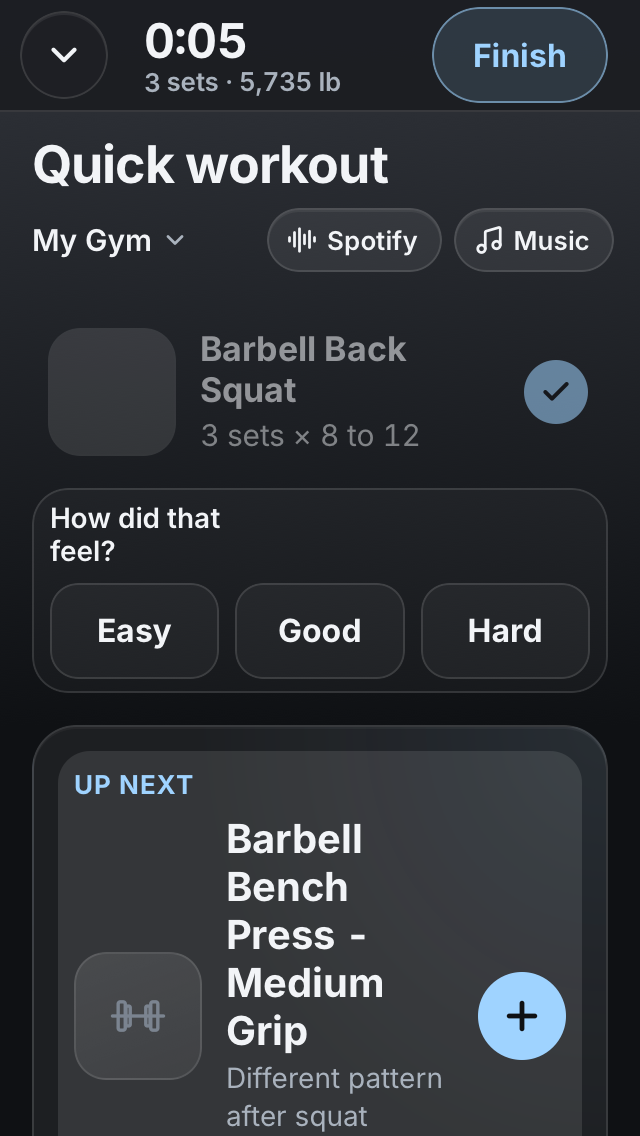 0:05
3 sets · 5,735 lb
Finish
Quick workout
My Gym
Spotify
Music
Barbell Back
Squat
3 sets × 8 to 12
How did that
feel?
Easy
Good
Hard
UP NEXT
Barbell
Bench
Press -
Medium
Grip
Different pattern
after squat